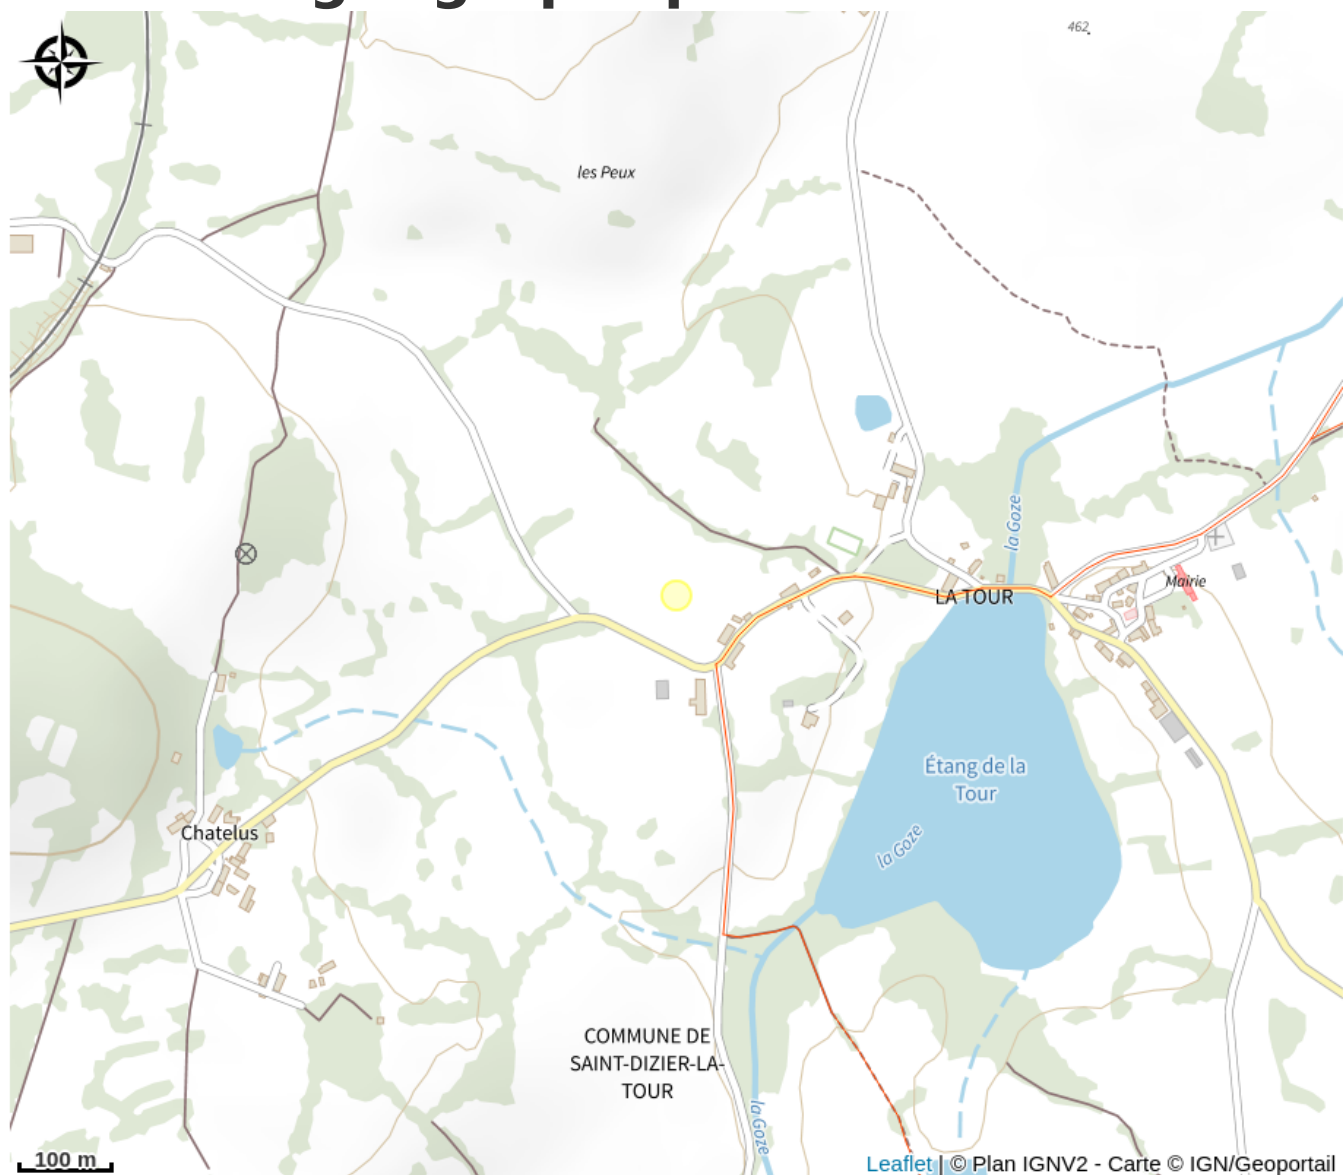 462
les Peux
la Goze
Mairie
LA TOUR
Étang de la
Tour
la Goze
Chatelus
COMMUNE DE
SAINT-DIZIER-LA-
TOUR
la Goze
100 m
Leaflet | © Plan IGNV2 - Carte © IGN/Geoportail